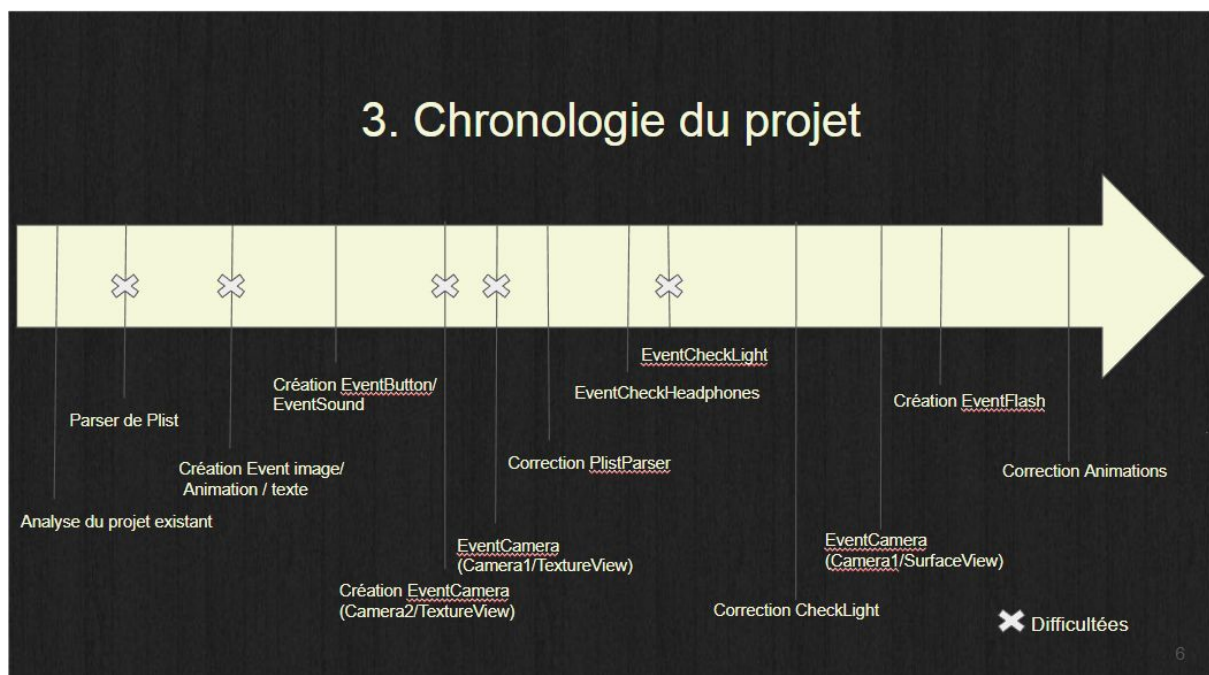 3. Chronologie du projet
EventCheckLight
Création EventButton/
EventSound
EventCheckHeadphones
Création EventFlash
Parser de Plist
Création Event image/
Animation / texte
Correction PlistParser
Correction Animations
Analyse du projet existant
EventCamera
(Camera1/TextureView)
EventCamera
(Camera1/SurfaceView)
Création EventCamera
(Camera2/TextureView)
Correction CheckLight
Difficultées
6